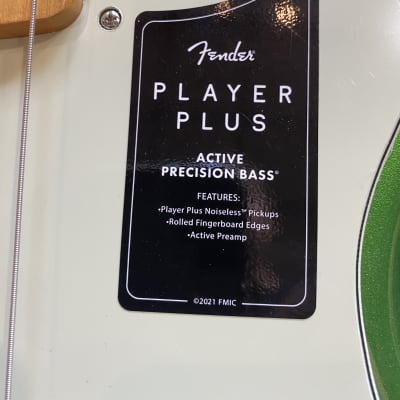 Fender
PLAYER
PLUS
ACTIVE
PRECISION BASS®
FEATURES:
•Player Plus Noiseless™ Pickups
•Rolled Fingerboard Edges
•Active Preamp
©2021 FMIC